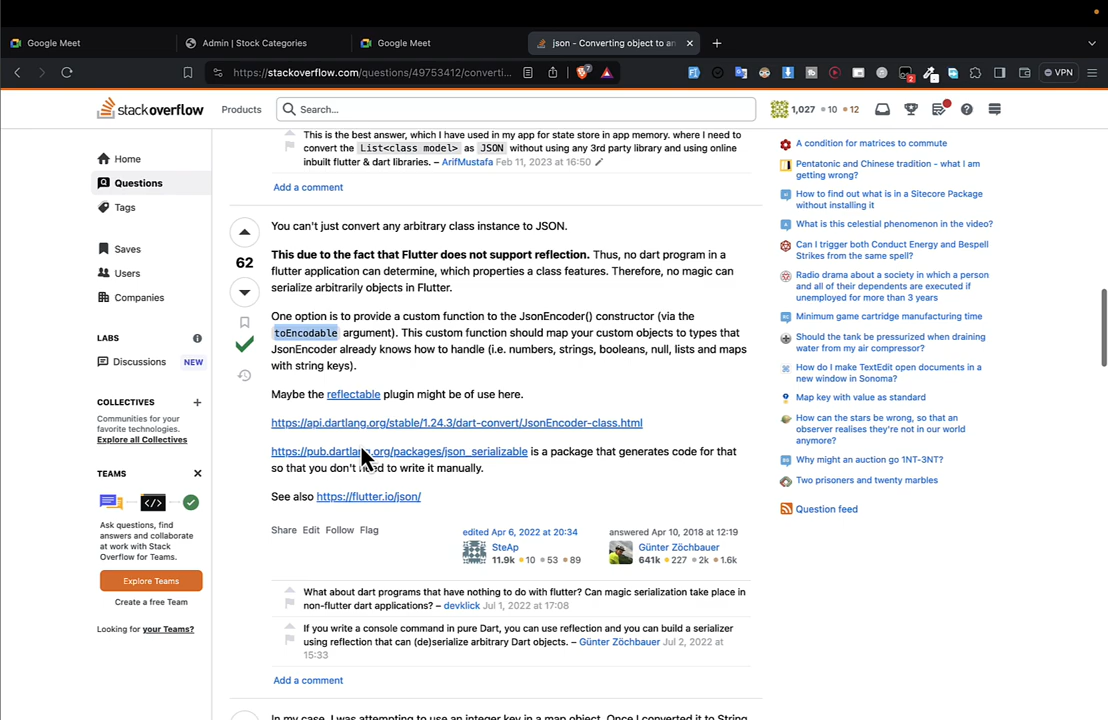 Google Meet
Admin | Stock Categories
Google Meet
json - Converting object to an
https://stackoverflow.com/questions/49753412/converti...
VPN
stackoverflow
Products
Search...
1,027
10
12
This is the best answer, which I have used in my app for state store in app memory. where I need to
convert the List<class model> as JSON without using any 3rd party library and using online
inbuilt flutter & dart libraries. – ArifMustafa Feb 11, 2023 at 16:50
Add a comment
Home
Questions
Tags
Saves
Users
Companies
LABS
Discussions NEW
COLLECTIVES
Communities for your
favorite technologies.
Explore all Collectives
TEAMS
Ask questions, find
answers and collaborate
at work with Stack
Overflow for Teams.
Explore Teams
Create a free Team
Looking for your Teams?
62
You can't just convert any arbitrary class instance to JSON.
This due to the fact that Flutter does not support reflection. Thus, no dart program in a
flutter application can determine, which properties a class features. Therefore, no magic can
serialize arbitrarily objects in Flutter.
One option is to provide a custom function to the JsonEncoder() constructor (via the
toEncodable argument). This custom function should map your custom objects to types that
JsonEncoder already knows how to handle (i.e. numbers, strings, booleans, null, lists and maps
with string keys).
Maybe the reflectable plugin might be of use here.
https://api.dartlang.org/stable/1.24.3/dart-convert/JsonEncoder-class.html
https://pub.dartlang.org/packages/json_serializable is a package that generates code for that
so that you don't need to write it manually.
See also https://flutter.io/json/
Share Edit Follow Flag
edited Apr 6, 2022 at 20:34
SteAp
11.9k 10 53 89
answered Apr 10, 2018 at 12:19
Günter Zöchbauer
641k 227 2k 1.6k
What about dart programs that have nothing to do with flutter? Can magic serialization take place in
non-flutter dart applications? – devklick Jul 1, 2022 at 17:08
If you write a console command in pure Dart, you can use reflection and you can build a serializer
using reflection that can (de)serialize arbitrary Dart objects. – Günter Zöchbauer Jul 2, 2022 at
15:33
Add a comment
In my case, I was attempting to use an integer key in a map object. Once I converted it to String
A condition for matrices to commute
Pentatonic and Chinese tradition - what I am
getting wrong?
How to find out what is in a Sitecore Package
without installing it
What is this celestial phenomenon in the video?
Can I trigger both Conduct Energy and Bespell
Strikes from the same spell?
Radio drama about a society in which a person
and all of their dependents are executed if
unemployed for more than 3 years
Minimum game cartridge manufacturing time
Should the tank be pressurized when draining
water from my air compressor?
How do I make TextEdit open documents in a
new window in Sonoma?
Map key with value as standard
How can the stars be wrong, so that an
observer realises they're not in our world
anymore?
Why might an auction go 1NT-3NT?
Two prisoners and twenty marbles
Question feed